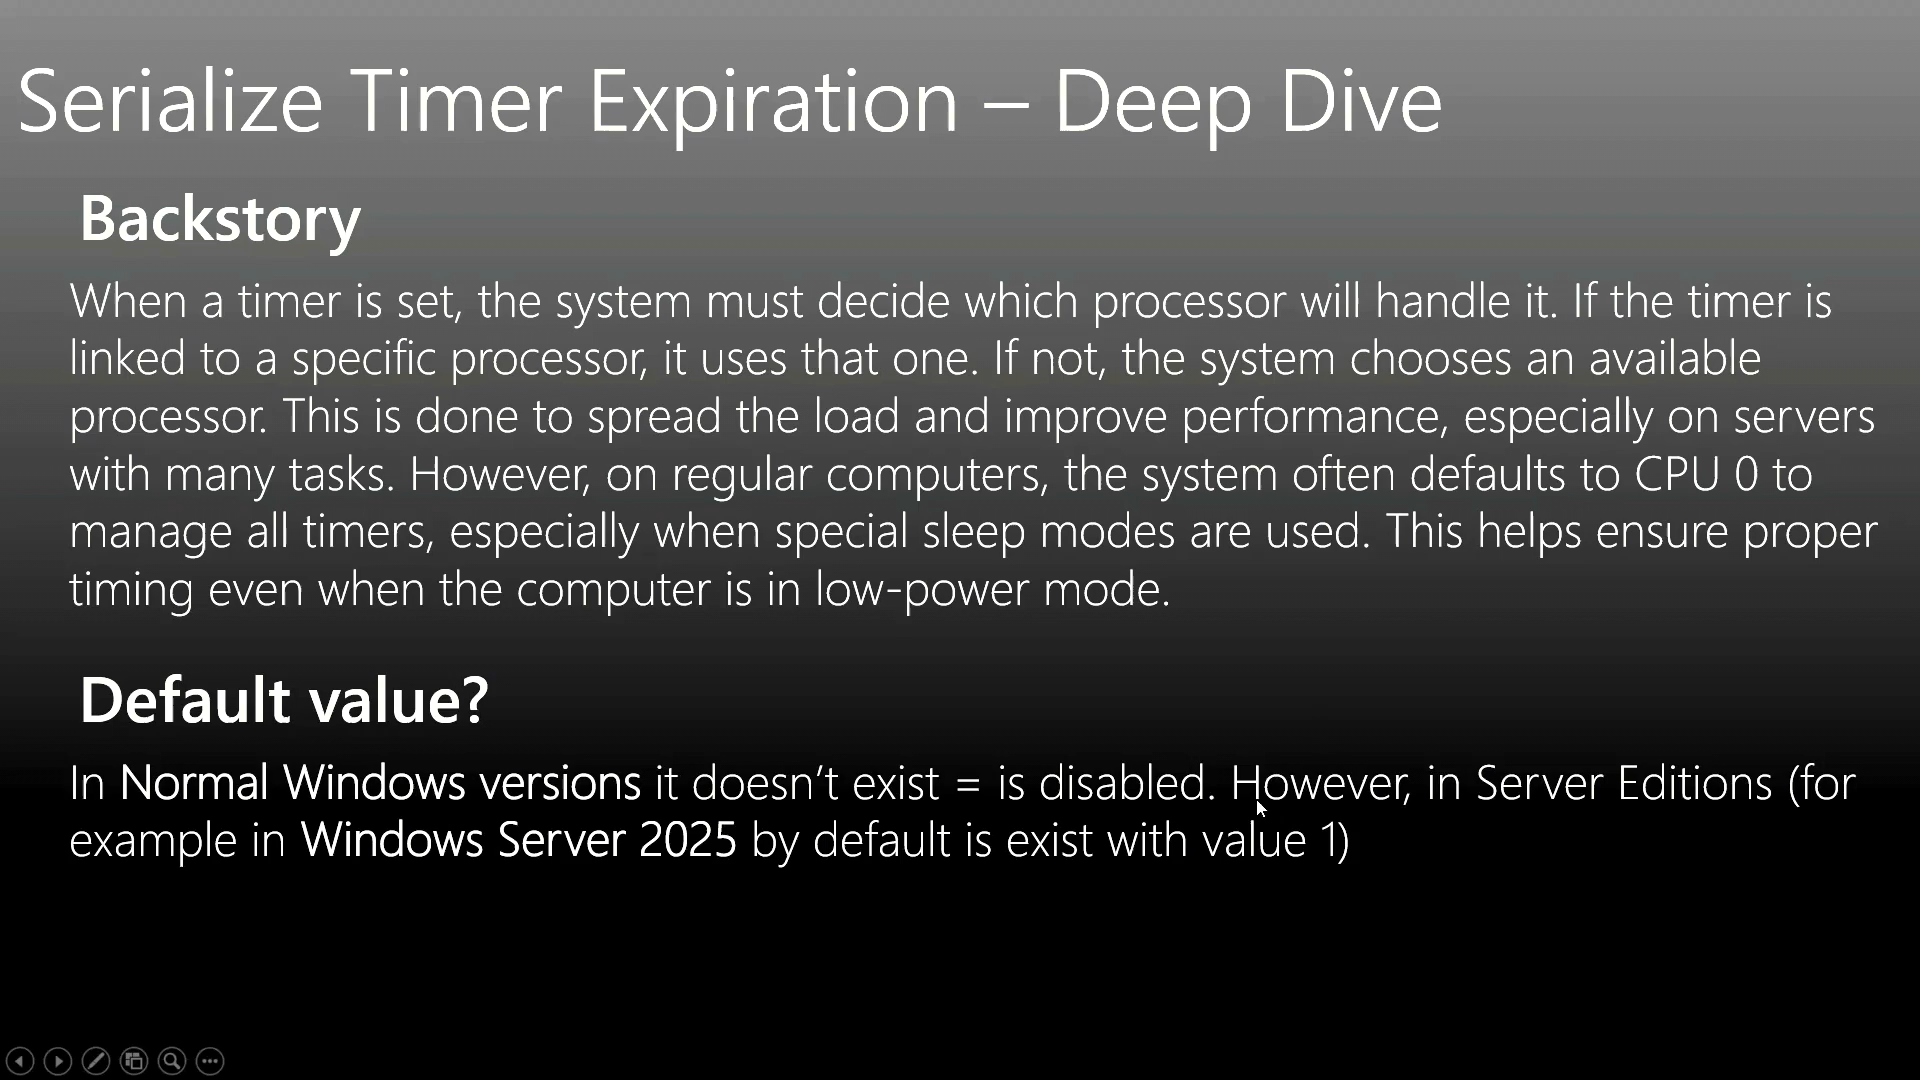 Serialize Timer Expiration – Deep Dive
Backstory
When a timer is set, the system must decide which processor will handle it. If the timer is
linked to a specific processor, it uses that one. If not, the system chooses an available
processor. This is done to spread the load and improve performance, especially on servers
with many tasks. However, on regular computers, the system often defaults to CPU 0 to
manage all timers, especially when special sleep modes are used. This helps ensure proper
timing even when the computer is in low-power mode.
Default value?
In Normal Windows versions it doesn’t exist = is disabled. However, in Server Editions (for
example in Windows Server 2025 by default is exist with value 1)